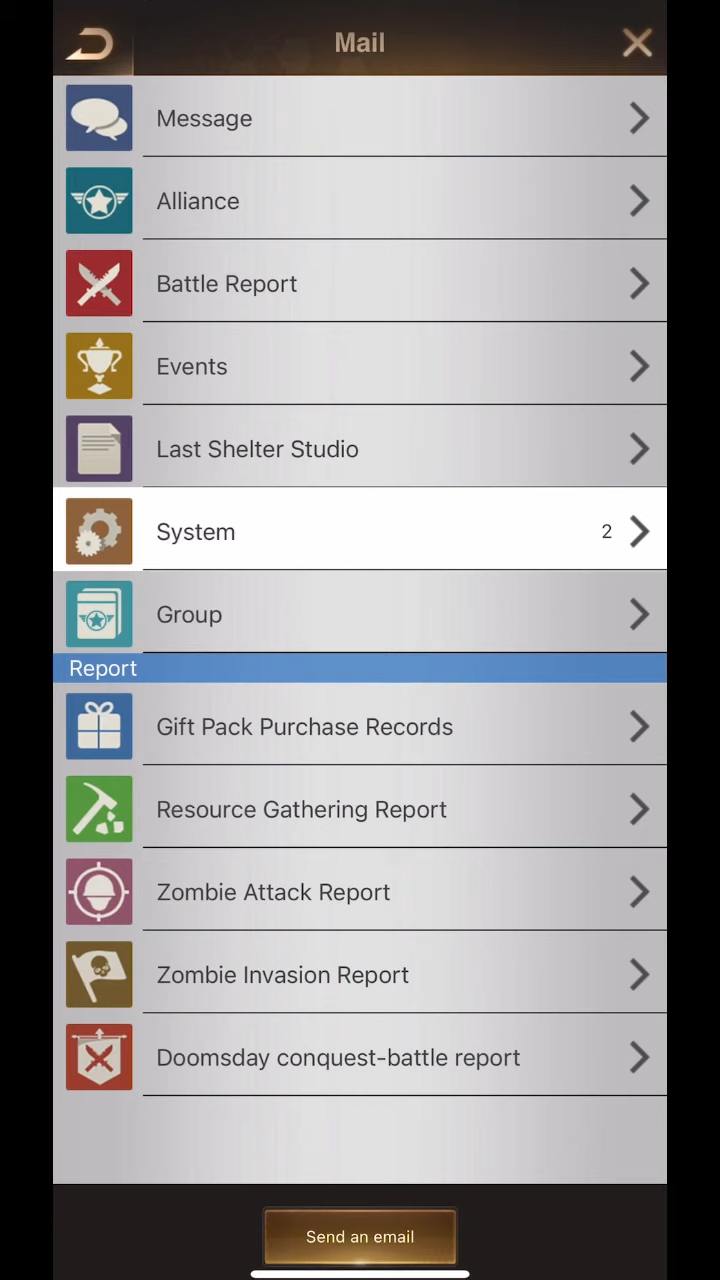 Mail
Message
Alliance
Battle Report
Events
Last Shelter Studio
System 2
Group
Report
Gift Pack Purchase Records
Resource Gathering Report
Zombie Attack Report
Zombie Invasion Report
Doomsday conquest-battle report
Send an email